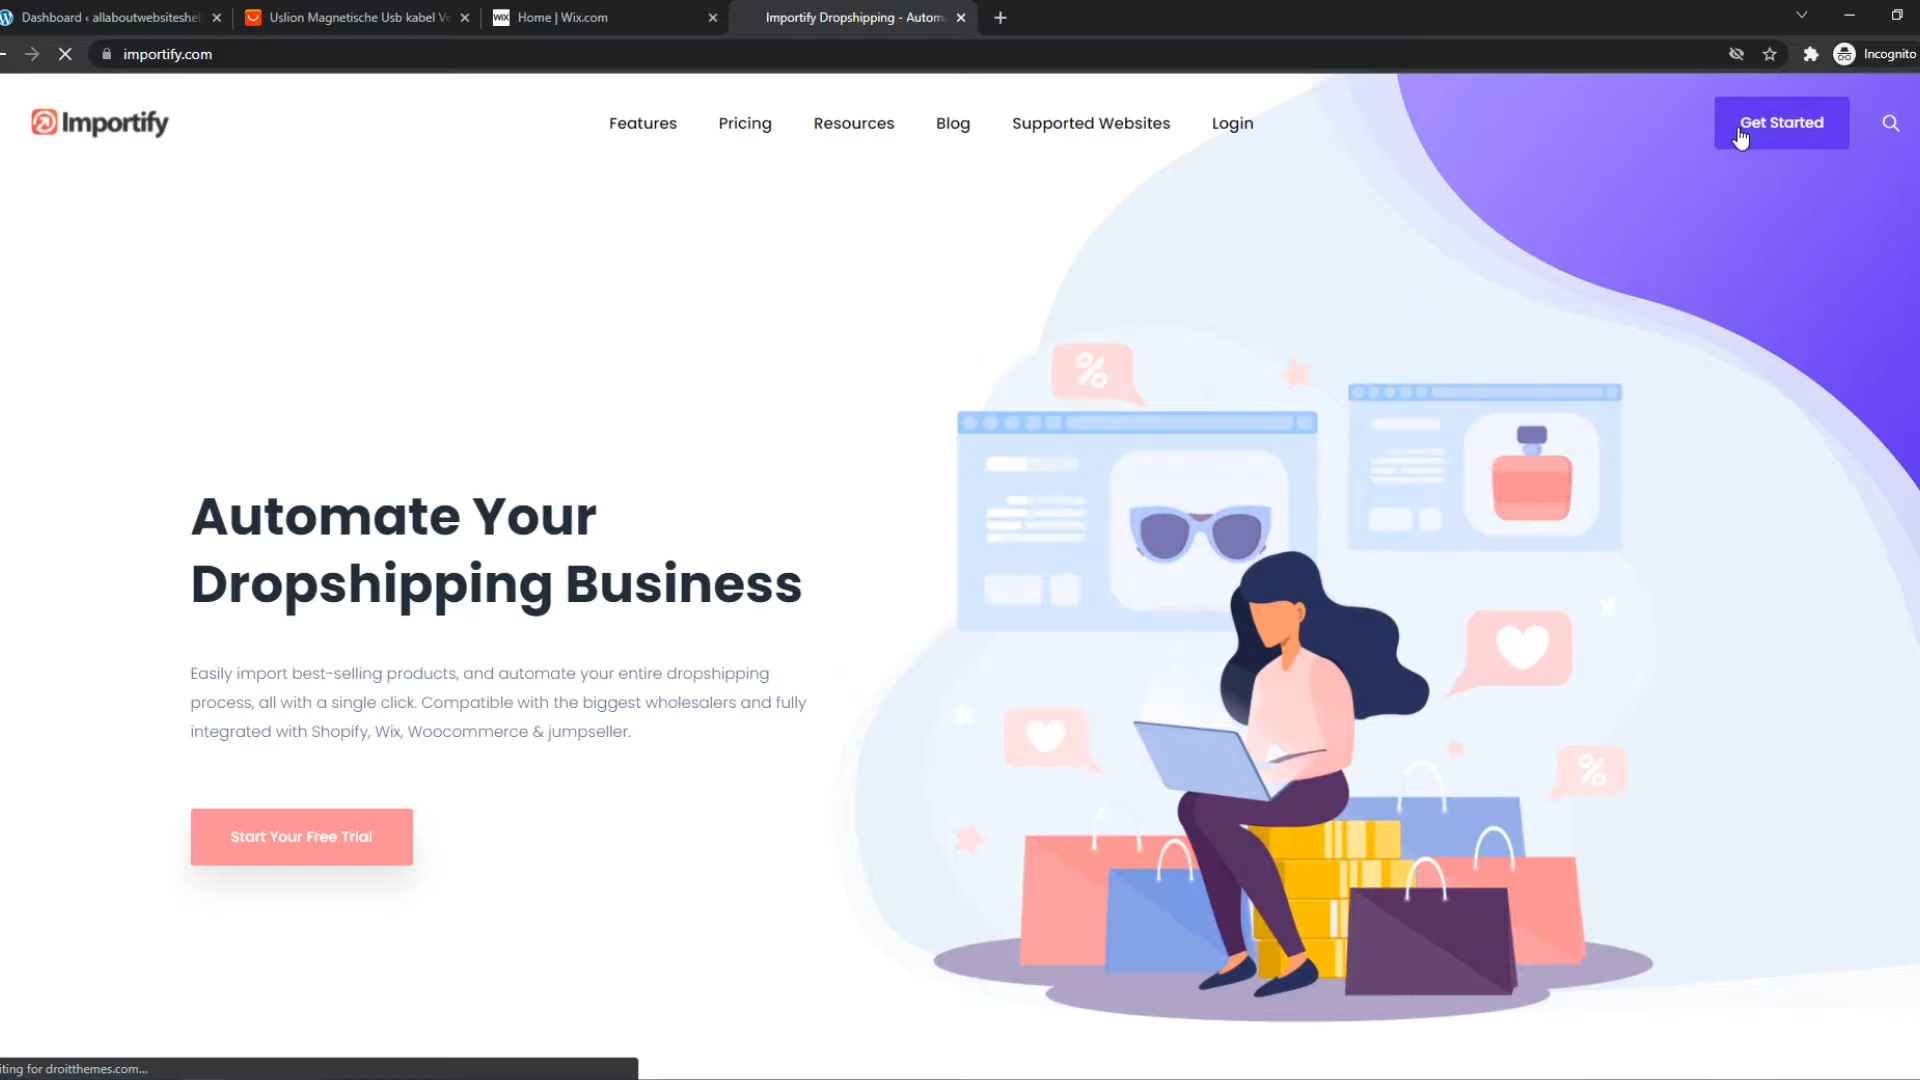 Dashboard ‹ allaboutwebsiteshel
Uslion Magnetische Usb kabel Vo
WIX Home | Wix.com
Importify Dropshipping - Autom
importify.com
Incognito
Importify
Features
Pricing
Resources
Blog
Supported Websites
Login
Get Started
Automate Your
Dropshipping Business
Easily import best-selling products, and automate your entire dropshipping
process, all with a single click. Compatible with the biggest wholesalers and fully
integrated with Shopify, Wix, Woocommerce & jumpseller.
Start Your Free Trial
%
%
iting for droitthemes.com...